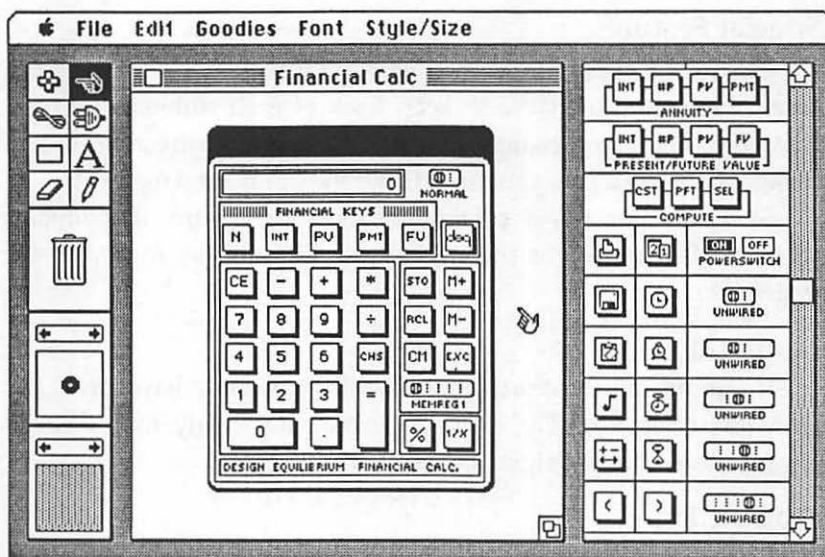 File Edit Goodies Font Style/Size
Financial Calc
0
NORMAL
FINANCIAL KEYS
N INT PV PMT FV deq
CE - + * STO M+
7 8 9 ÷ RCL M-
4 5 6 CHS CM EXC
1 2 3 =
MEMREG1
0 . % 1/X
DESIGN EQUILIBRIUM FINANCIAL CALC.
A
INT #P PV PMT
ANNUITY
INT #P PV FV
PRESENT/FUTURE VALUE
CST PFT SEL
COMPUTE
ON OFF
POWERSWITCH
UNWIRED
UNWIRED
UNWIRED
UNWIRED
UNWIRED